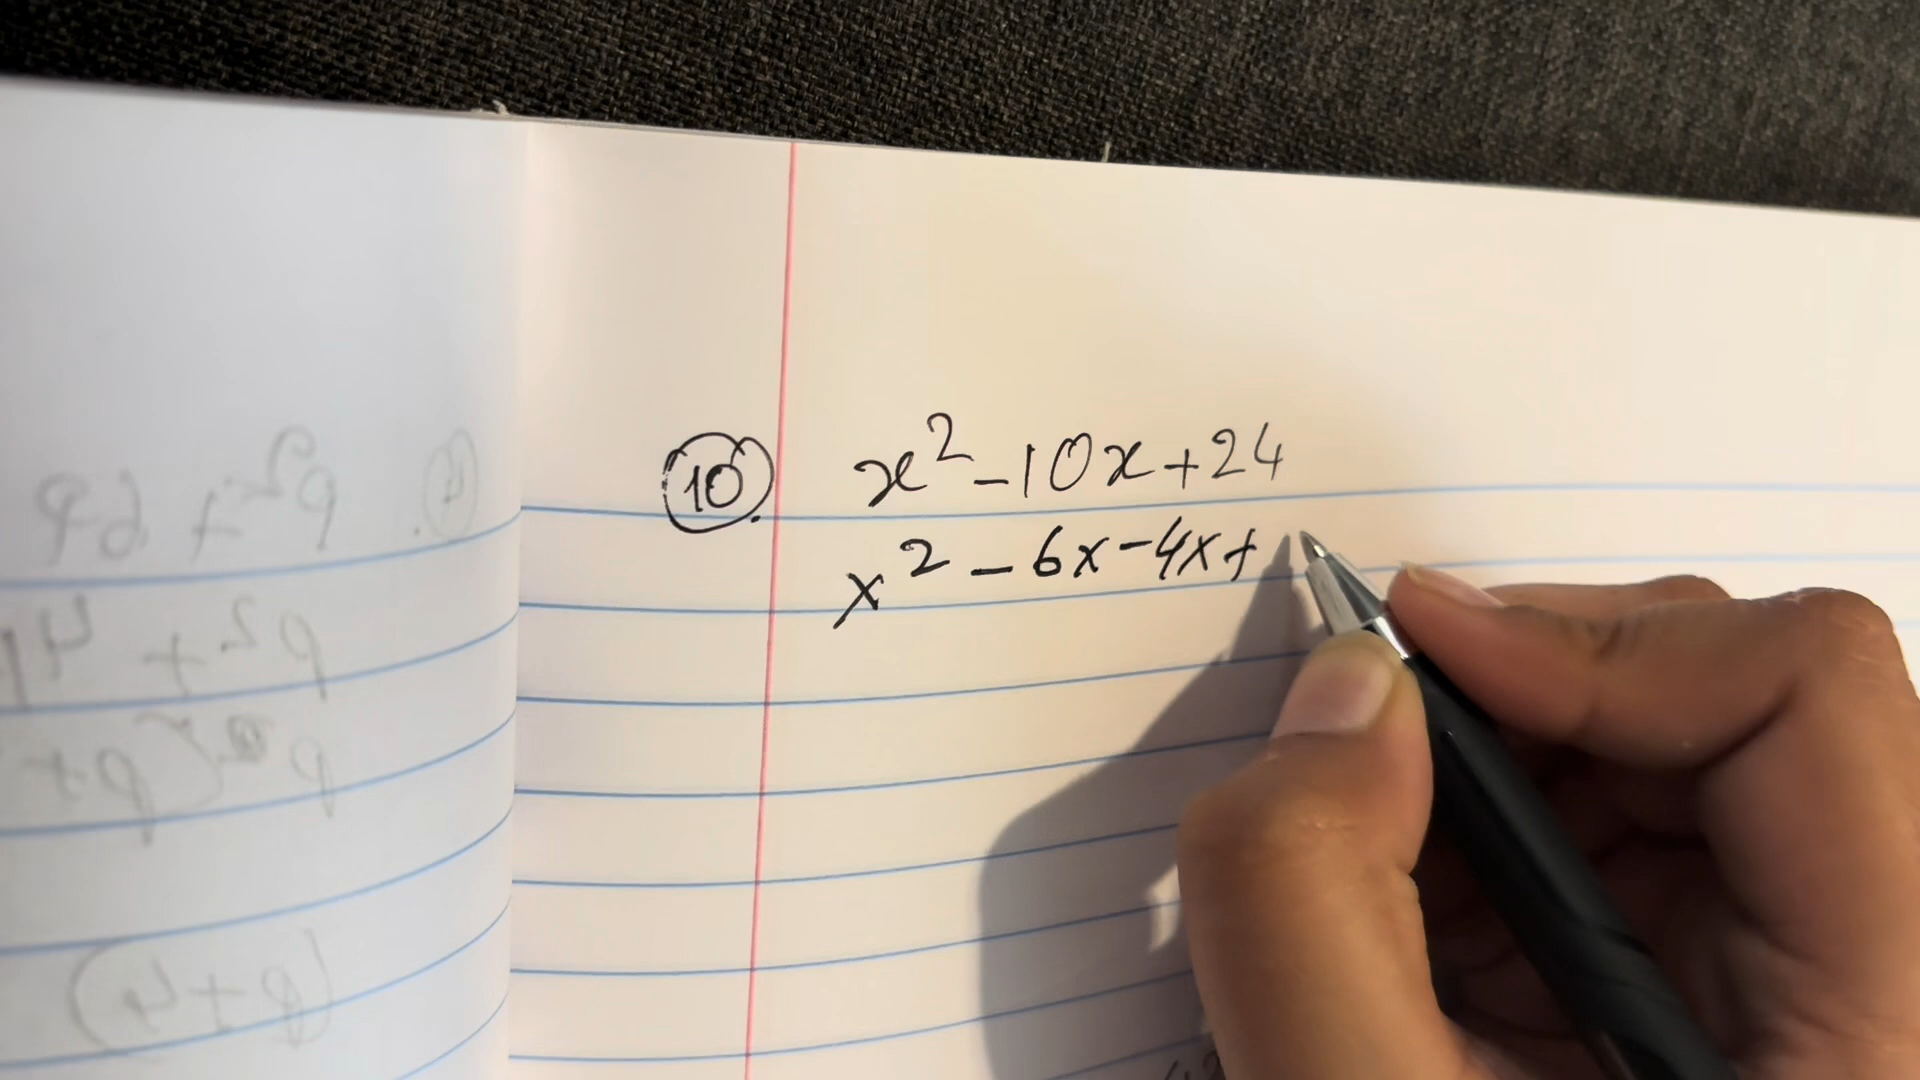 10. x² - 10x + 24
x² - 6x - 4x +